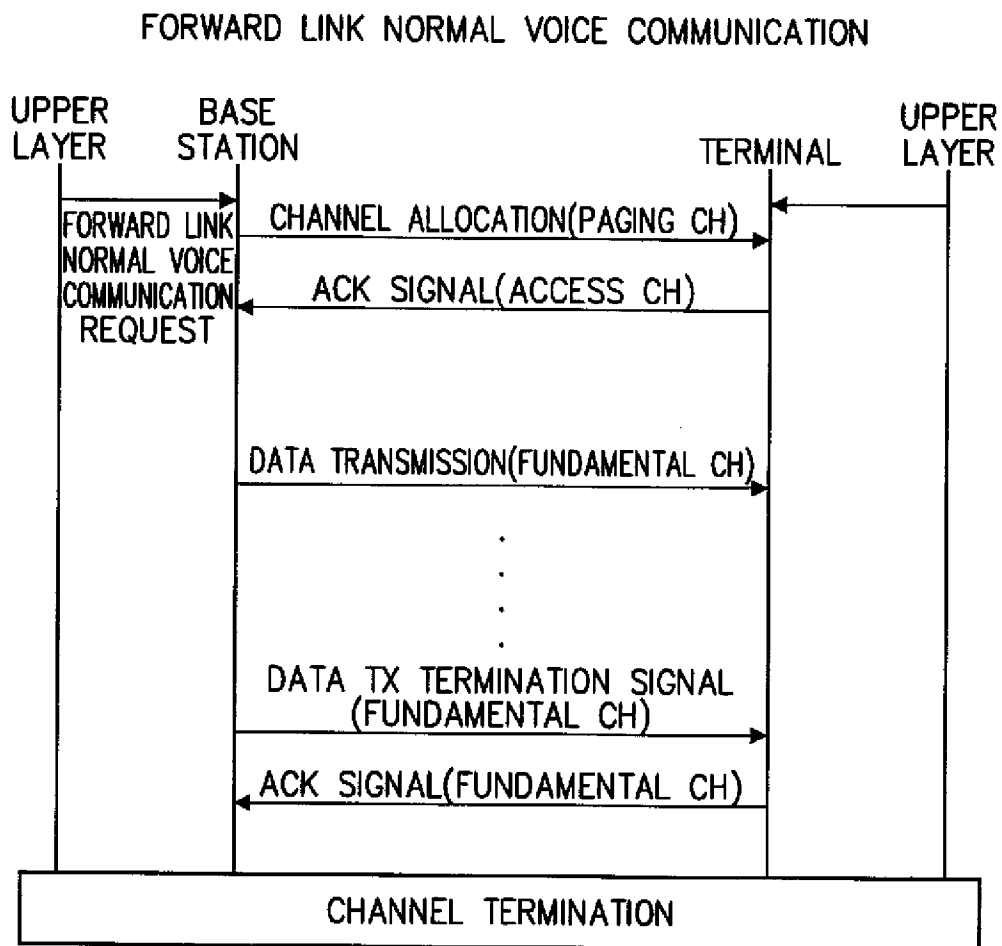 FORWARD LINK NORMAL VOICE COMMUNICATION
UPPER
LAYER
BASE
STATION
TERMINAL
UPPER
LAYER
FORWARD LINK
NORMAL VOICE
COMMUNICATION
REQUEST
CHANNEL ALLOCATION(PAGING CH)
ACK SIGNAL(ACCESS CH)
DATA TRANSMISSION(FUNDAMENTAL CH)
DATA TX TERMINATION SIGNAL
(FUNDAMENTAL CH)
ACK SIGNAL(FUNDAMENTAL CH)
CHANNEL TERMINATION